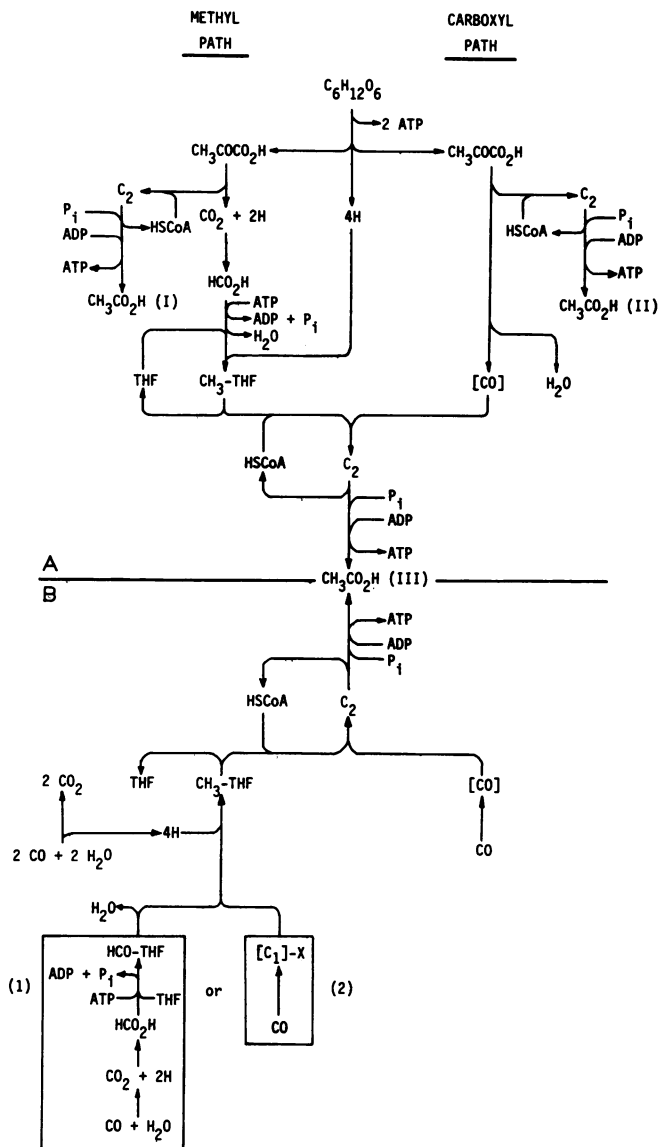 METHYL PATH
CARBOXYL PATH
C₆H₁₂O₆
2 ATP
CH₃COCO₂H
CH₃COCO₂H
C₂
Pᵢ
HSCoA
ADP
ATP
CH₃CO₂H (I)
CO₂ + 2H
4H
C₂
Pᵢ
HSCoA
ADP
ATP
CH₃CO₂H (II)
HCO₂H
ATP
ADP + Pᵢ
H₂O
THF
CH₃-THF
[CO]
H₂O
HSCoA
C₂
Pᵢ
ADP
ATP
A
CH₃CO₂H (III)
B
ATP
ADP
Pᵢ
HSCoA
C₂
2 CO₂
THF
CH₃-THF
[CO]
4H
2 CO + 2 H₂O
CO
H₂O
HCO-THF
[C₁]-X
ADP + Pᵢ
(1)
or
(2)
ATP
THF
HCO₂H
CO
CO₂ + 2H
CO + H₂O